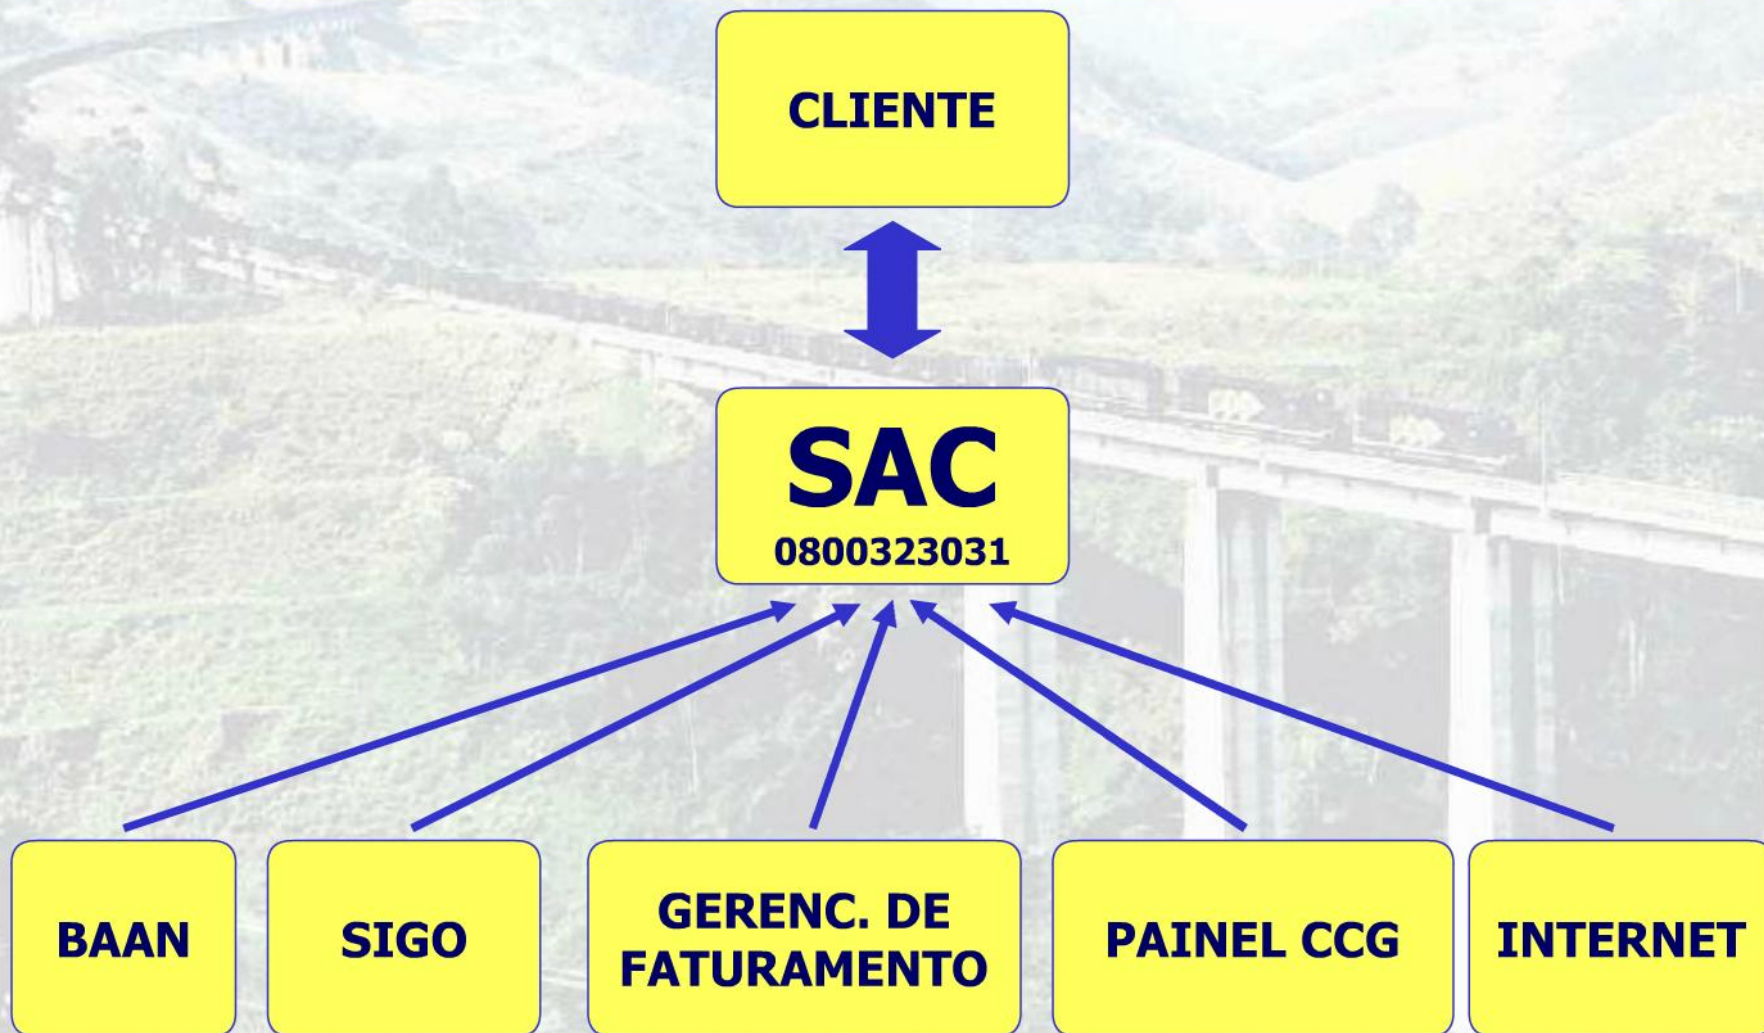 CLIENTE
SAC
0800323031
BAAN
SIGO
GERENC. DE
FATURAMENTO
PAINEL CCG
INTERNET